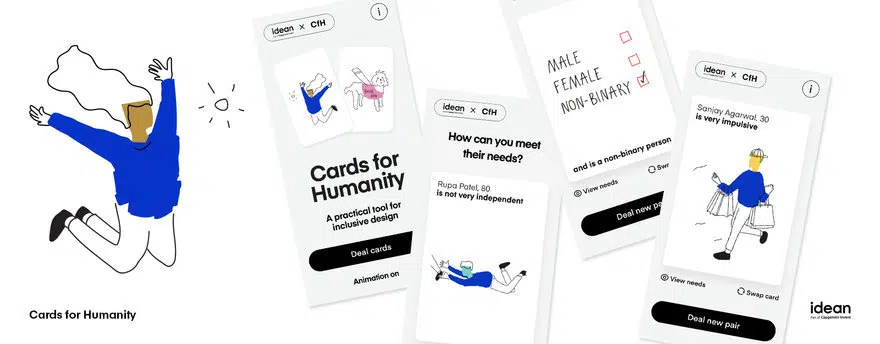 Cards for Humanity
idean × CfH
i
Cards for
Humanity
A practical tool for
inclusive design
Deal cards
Animation on
idean × CfH
How can you meet
their needs?
Rupa Patel, 80
is not very independent
MALE
FEMALE
NON-BINARY
and is a non-binary person
View needs
Swap
Deal new pair
idean × CfH
i
Sanjay Agarwal, 30
is very impulsive
View needs
Swap card
Deal new pair
idean
Part of Capgemini Invent